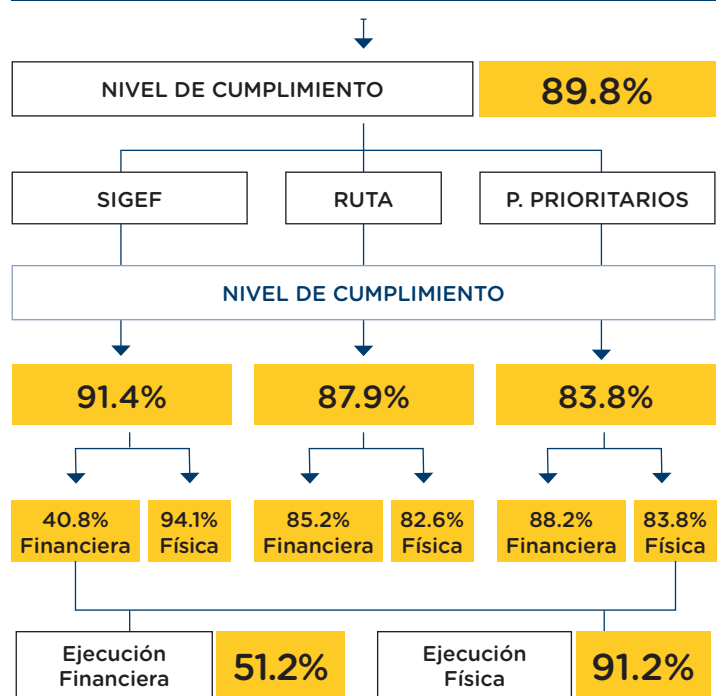 NIVEL DE CUMPLIMIENTO
89.8%
SIGEF
RUTA
P. PRIORITARIOS
NIVEL DE CUMPLIMIENTO
91.4%
87.9%
83.8%
40.8%
Financiera
94.1%
Física
85.2%
Financiera
82.6%
Física
88.2%
Financiera
83.8%
Física
Ejecución
Financiera
51.2%
Ejecución
Física
91.2%